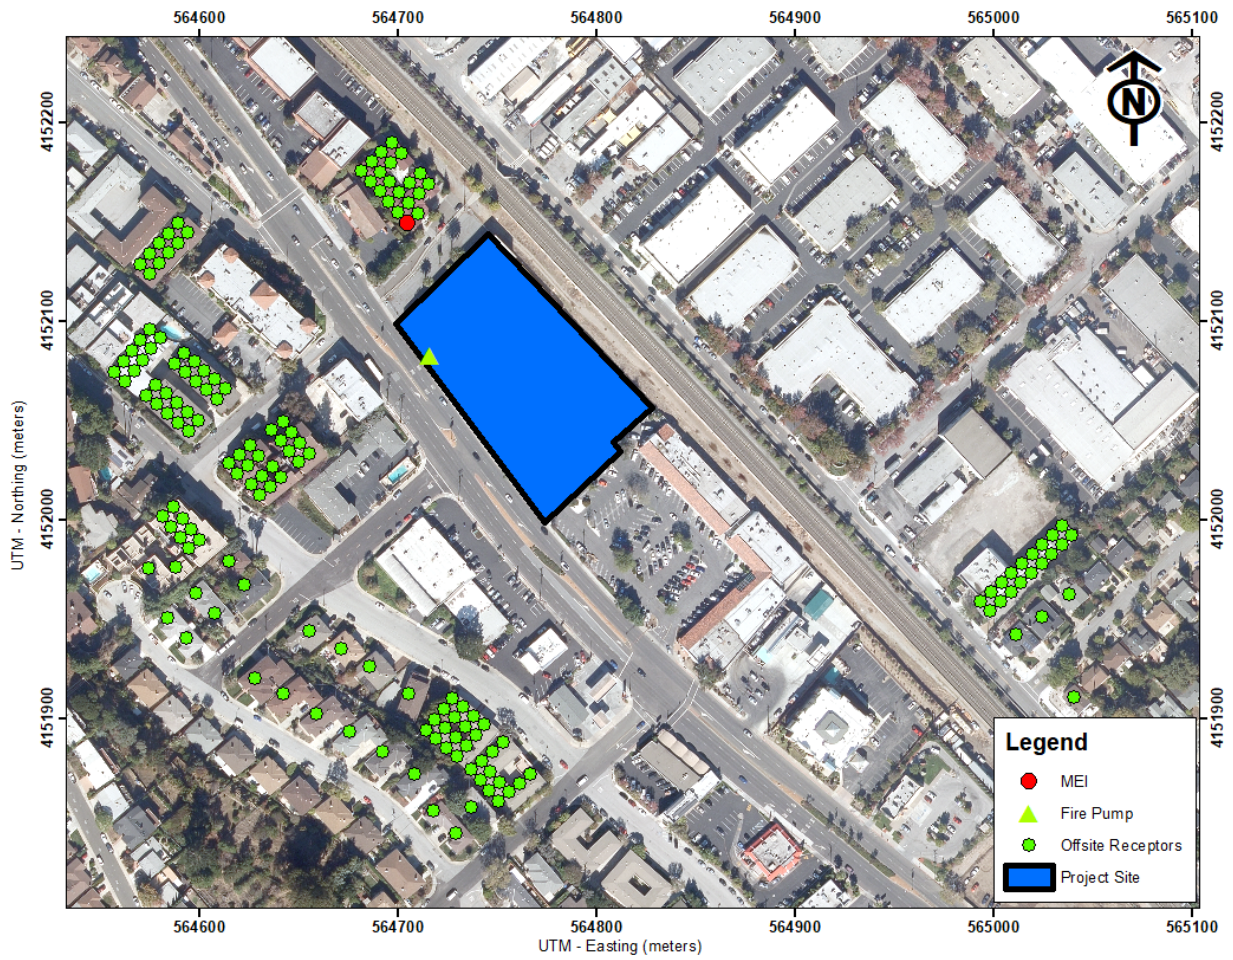 564600 564700 564800 564900 565000 565100
N
4152200 4152200
4152100 4152100
4152000 4152000
4151900 4151900
UTM - Northing (meters)
Legend
MEI
Fire Pump
Offsite Receptors
Project Site
564600 564700 564800 564900 565000 565100
UTM - Easting (meters)